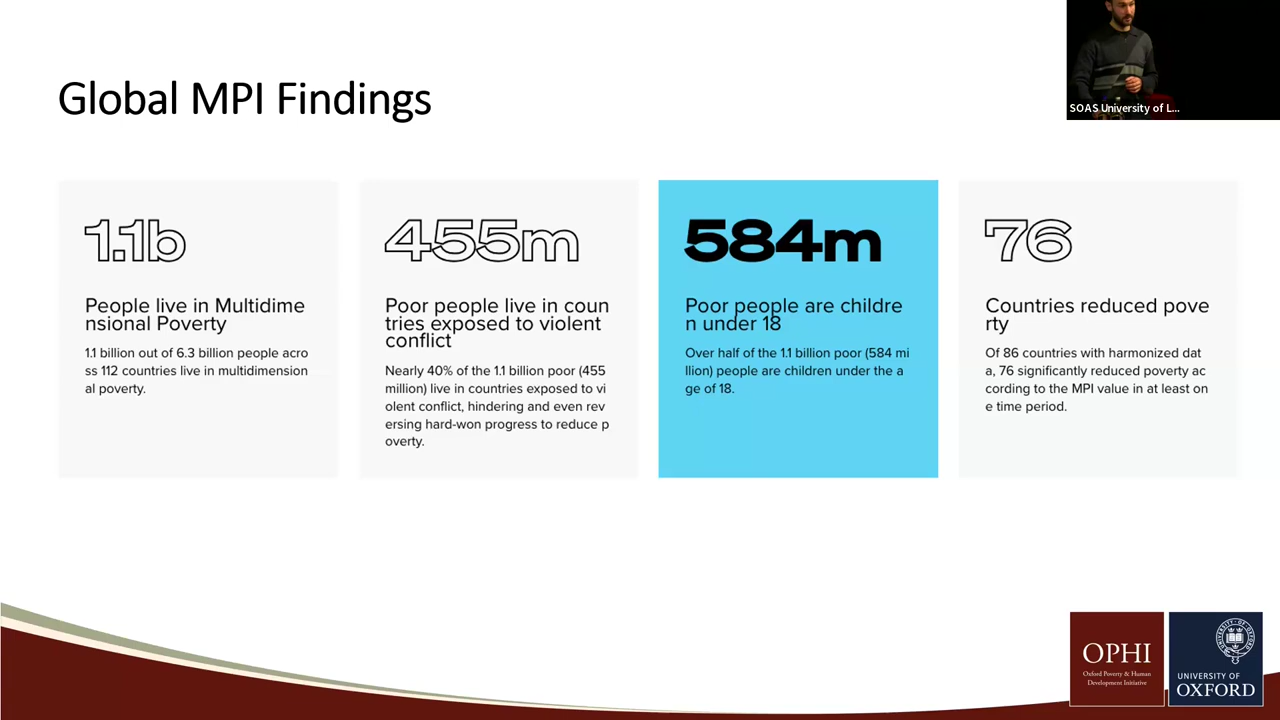 SOAS University of L...
Global MPI Findings
1.1b
People live in Multidime
nsional Poverty
1.1 billion out of 6.3 billion people acro
ss 112 countries live in multidimension
al poverty.
455m
Poor people live in coun
tries exposed to violent
conflict
Nearly 40% of the 1.1 billion poor (455
million) live in countries exposed to vi
olent conflict, hindering and even rev
ersing hard-won progress to reduce p
overty.
584m
Poor people are childre
n under 18
Over half of the 1.1 billion poor (584 mi
llion) people are children under the a
ge of 18.
76
Countries reduced pove
rty
Of 86 countries with harmonized dat
a, 76 significantly reduced poverty ac
cording to the MPI value in at least on
e time period.
OPHI
Oxford Poverty & Human
Development Initiative
UNIVERSITY OF
OXFORD